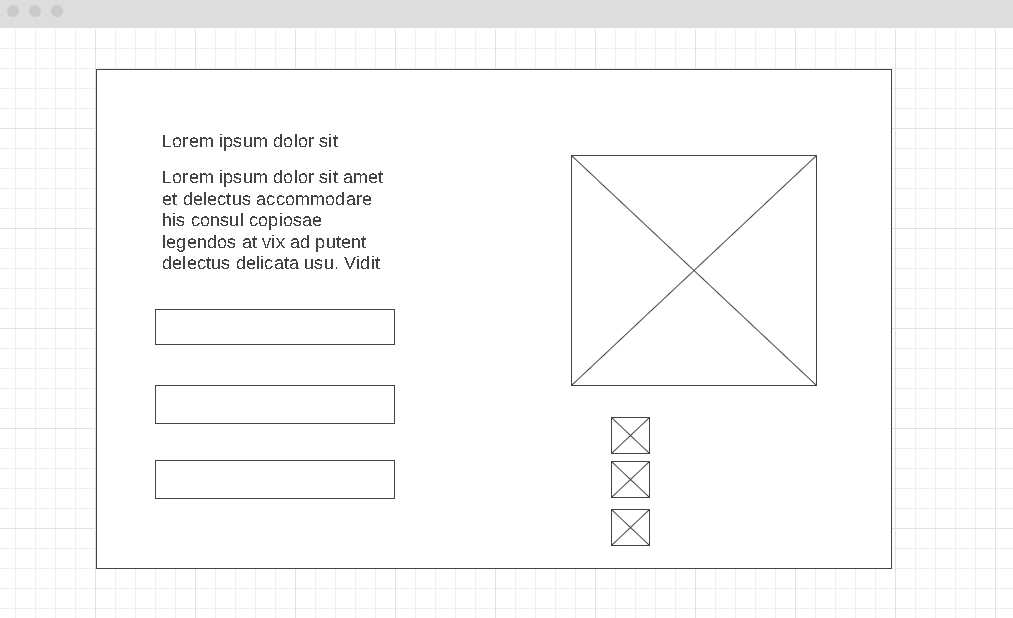 Lorem ipsum dolor sit
Lorem ipsum dolor sit amet
et delectus accommodare
his consul copiosae
legendos at vix ad putent
delectus delicata usu. Vidit